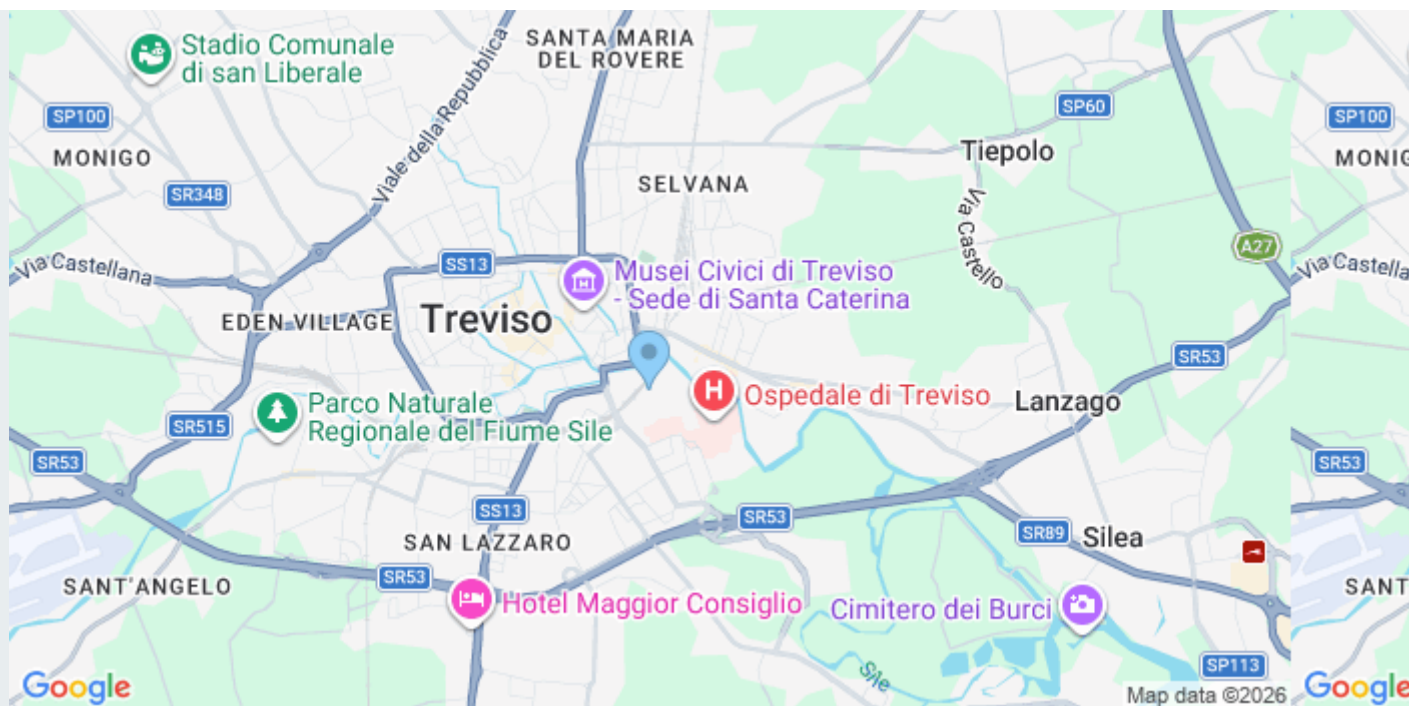 Stadio Comunale
di san Liberale
SANTA MARIA
DEL ROVERE
Viale della Repubblica
SP100
SP60
SP100
MONIGO
Tiepolo
MONIG
SELVANA
SR348
Via Castello
A27
Via Castellana
SS13
Musei Civici di Treviso
- Sede di Santa Caterina
Via Castella
EDEN VILLAGE
Treviso
SR53
Parco Naturale
Regionale del Fiume Sile
H
Ospedale di Treviso
Lanzago
SR515
SR53
SR53
SS13
SR53
SR89
Silea
SAN LAZZARO
SANT'ANGELO
SR53
SANT
Hotel Maggior Consiglio
Cimitero dei Burci
Sile
SP113
Google
Map data ©2026
Google